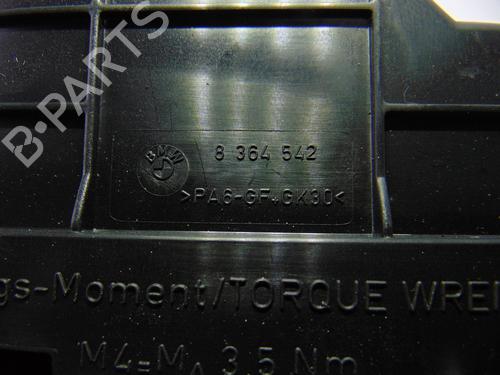 B-PARTS
BMW
8 364 542
>PA6-GF+GK30<
gs-Moment/TORQUE WREN
M4=MA 3,5 Nm